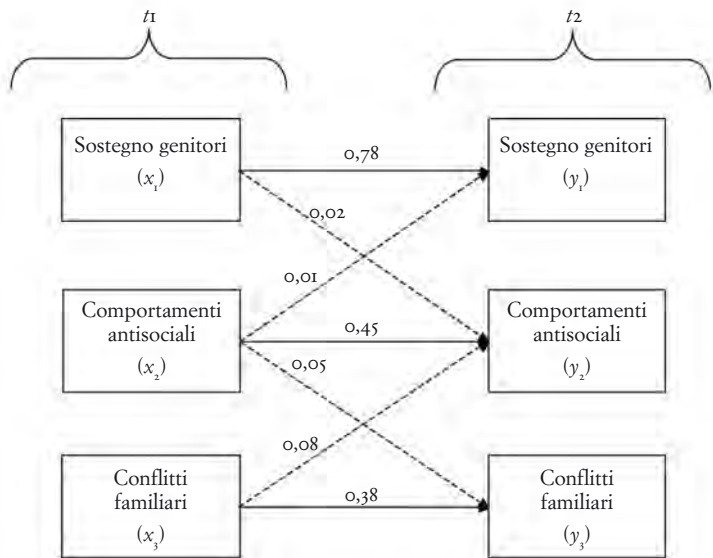 t1
t2
Sostegno genitori
(x₁)
0,78
Sostegno genitori
(y₁)
0,02
0,01
Comportamenti
antisociali
(x₂)
0,45
Comportamenti
antisociali
(y₂)
0,05
0,08
Conflitti
familiari
(x₃)
0,38
Conflitti
familiari
(y₃)